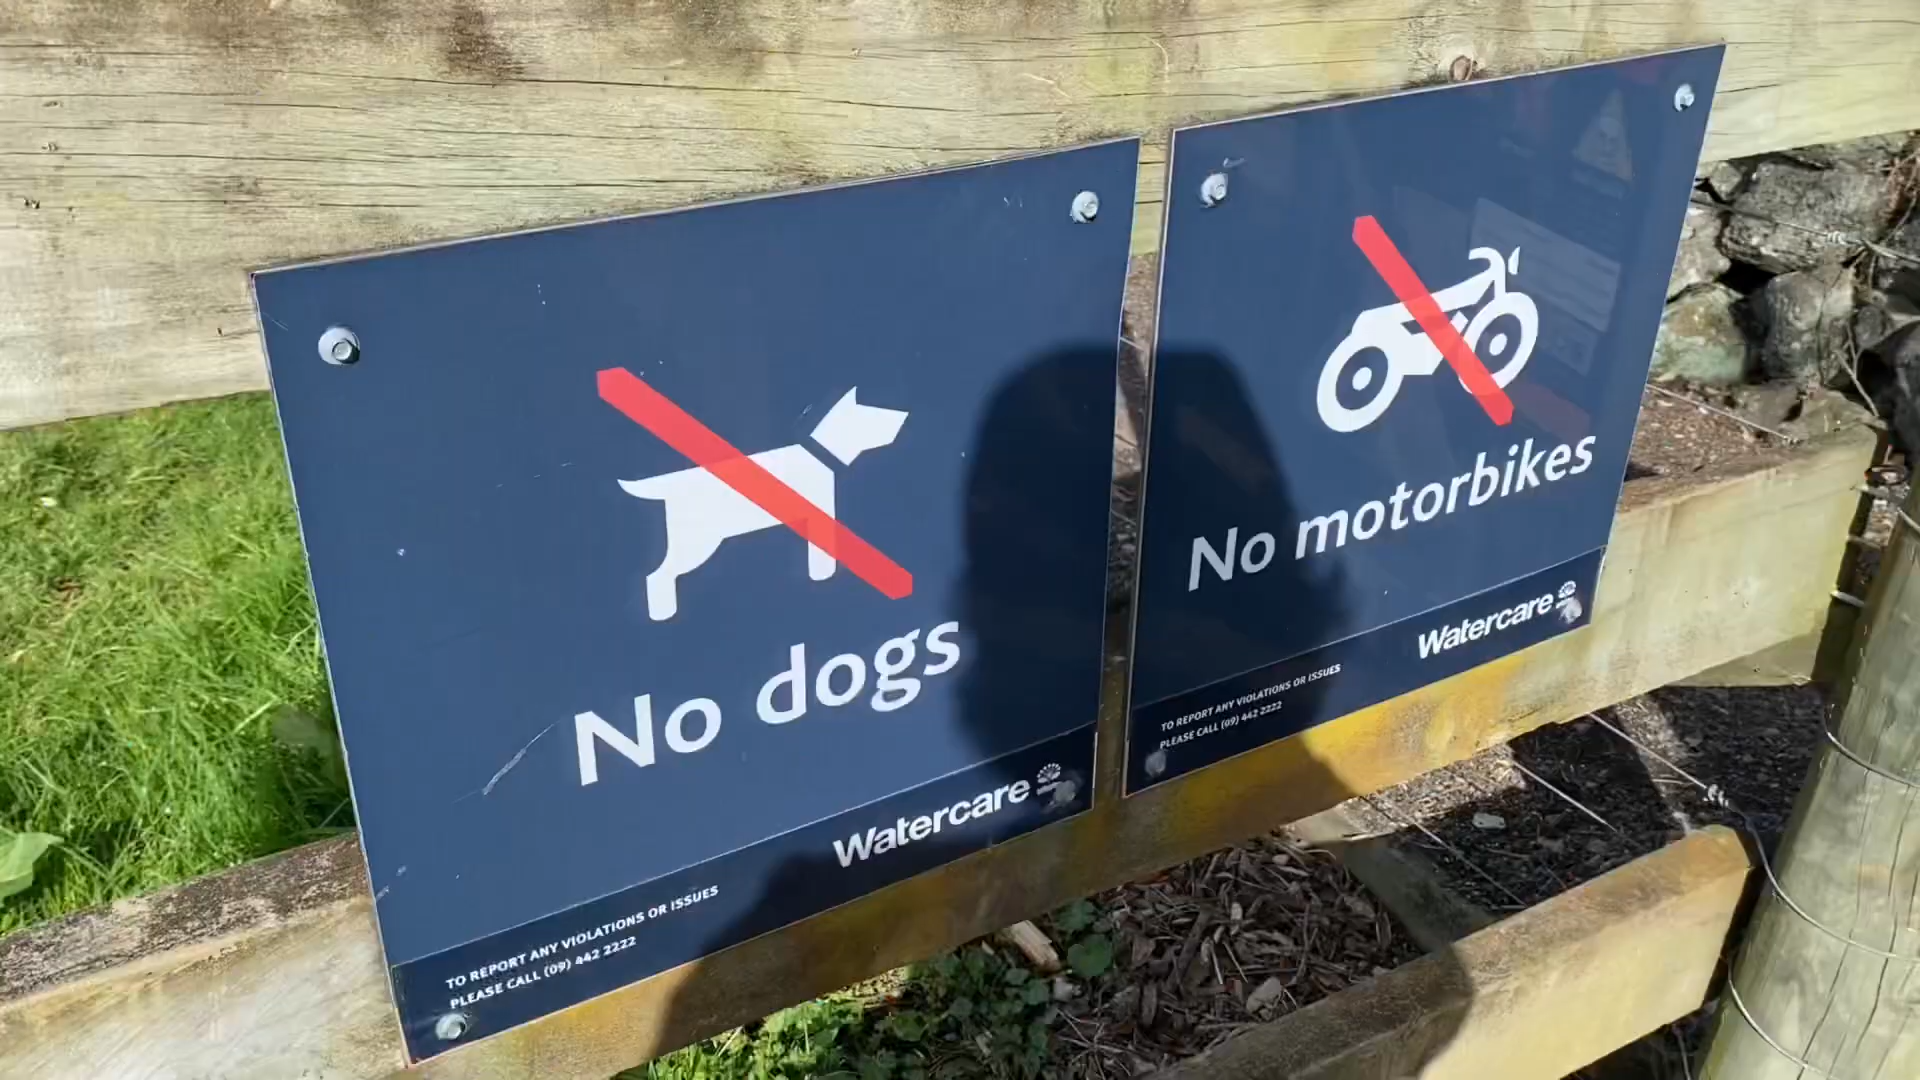 No dogs
Watercare
TO REPORT ANY VIOLATIONS OR ISSUES
PLEASE CALL (09) 442 2222
No motorbikes
Watercare
TO REPORT ANY VIOLATIONS OR ISSUES
PLEASE CALL (09) 442 2222